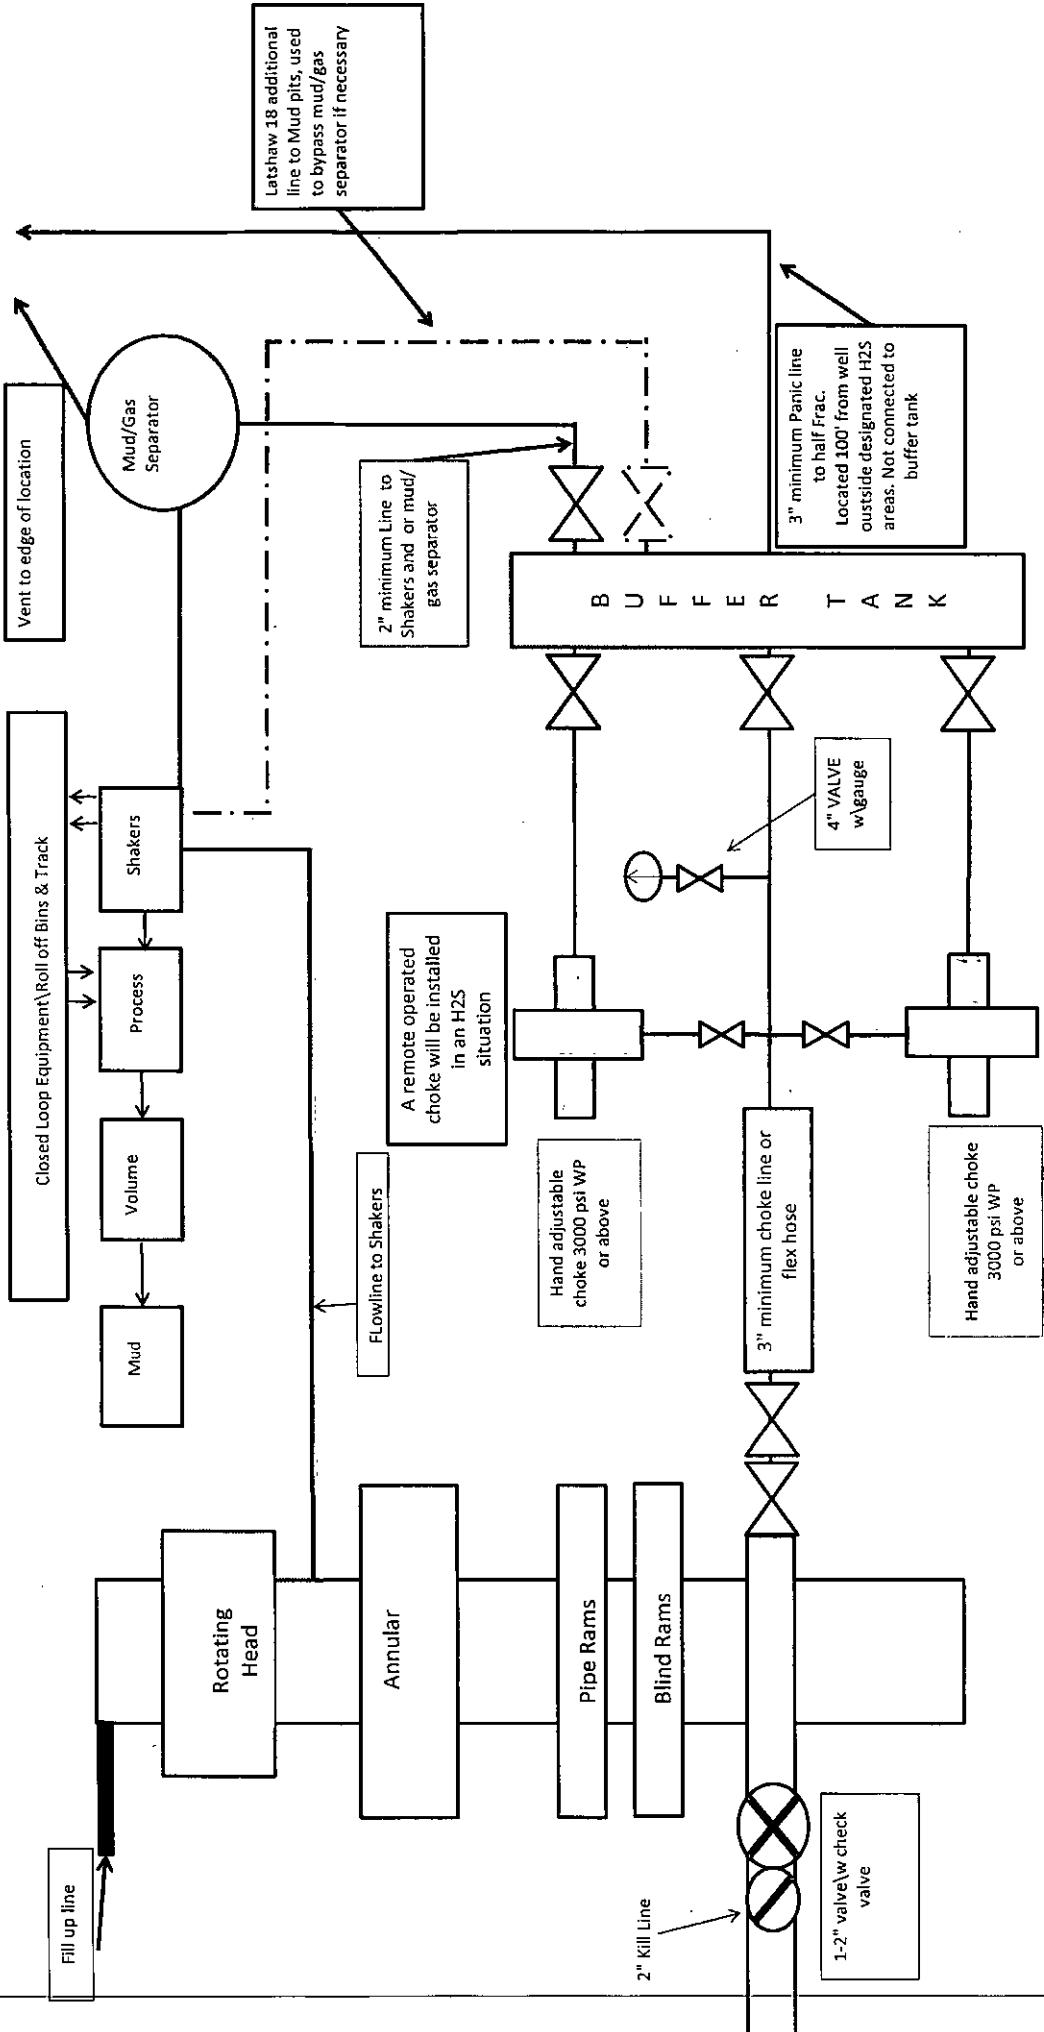 Fill up line
Rotating
Head
Annular
Pipe Rams
Blind Rams
2" Kill Line
1-2" valve\w check
valve
Closed Loop Equipment\Roll off Bins & Track
Mud
Volume
Process
Shakers
FLowline to Shakers
Vent to edge of location
Mud/Gas
Separator
Latshaw 18 additional
line to Mud pits, used
to bypass mud/gas
separator if necessary
A remote operated
choke will be installed
in an H2S
situation
Hand adjustable
choke 3000 psi WP
or above
3" minimum choke line or
flex hose
Hand adjustable choke
3000 psi WP
or above
4" VALVE
w\gauge
2" minimum Line to
Shakers and or mud/
gas separator
BUFFER TANK
3" minimum Panic line
to half Frac.
Located 100' from well
oustside designated H2S
areas. Not connected to
buffer tank